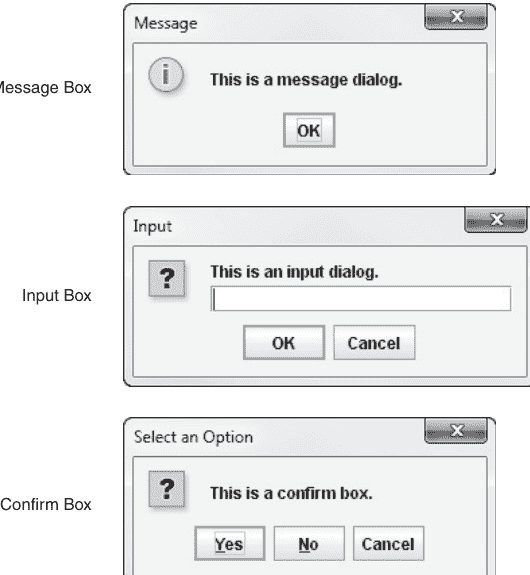 Message
x
Message Box
i
This is a message dialog.
OK
Input
x
?
This is an input dialog.
Input Box
OK Cancel
Select an Option
x
?
This is a confirm box.
Confirm Box
Yes No Cancel